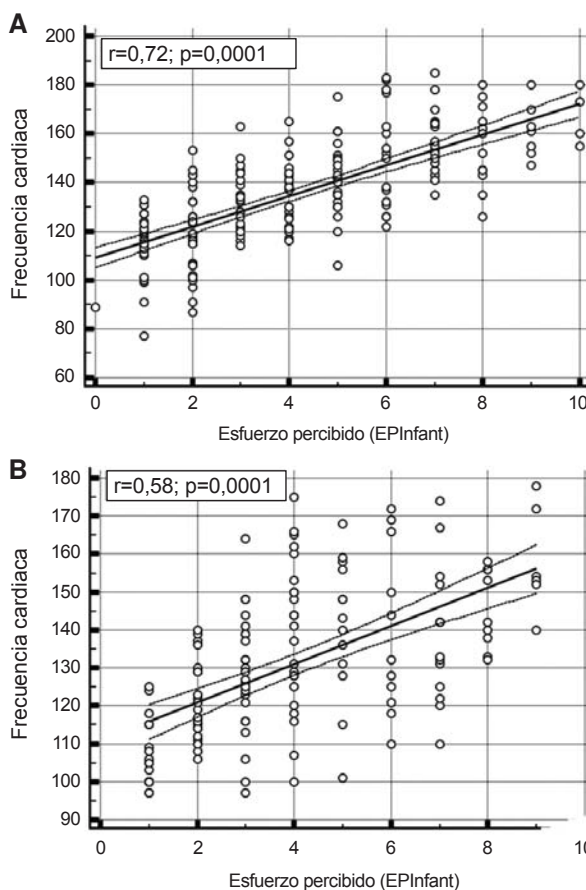 A
r=0,72; p=0,0001
Frecuencia cardiaca
200
180
160
140
120
100
80
60
0 2 4 6 8 10
Esfuerzo percibido (EPInfant)
B
r=0,58; p=0,0001
Frecuencia cardiaca
180
170
160
150
140
130
120
110
100
90
0 2 4 6 8 10
Esfuerzo percibido (EPInfant)